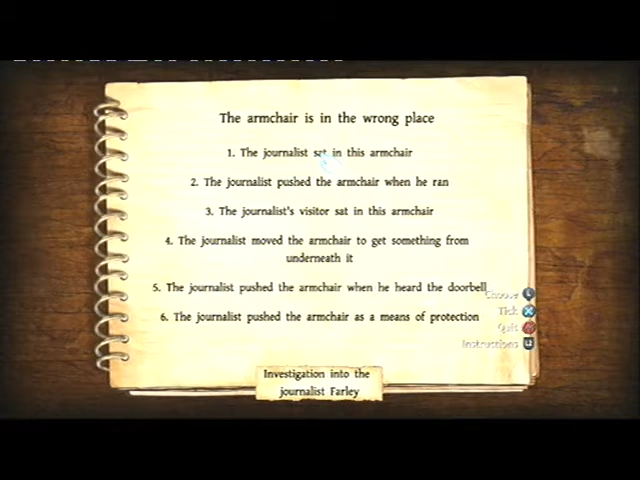 The armchair is in the wrong place
1. The journalist sat in this armchair
2. The journalist pushed the armchair when he ran
3. The journalist's visitor sat in this armchair
4. The journalist moved the armchair to get something from
underneath it
5. The journalist pushed the armchair when he heard the doorbell
6. The journalist pushed the armchair as a means of protection
Choose L
Tick
Quit
Instructions
Investigation into the
journalist Farley